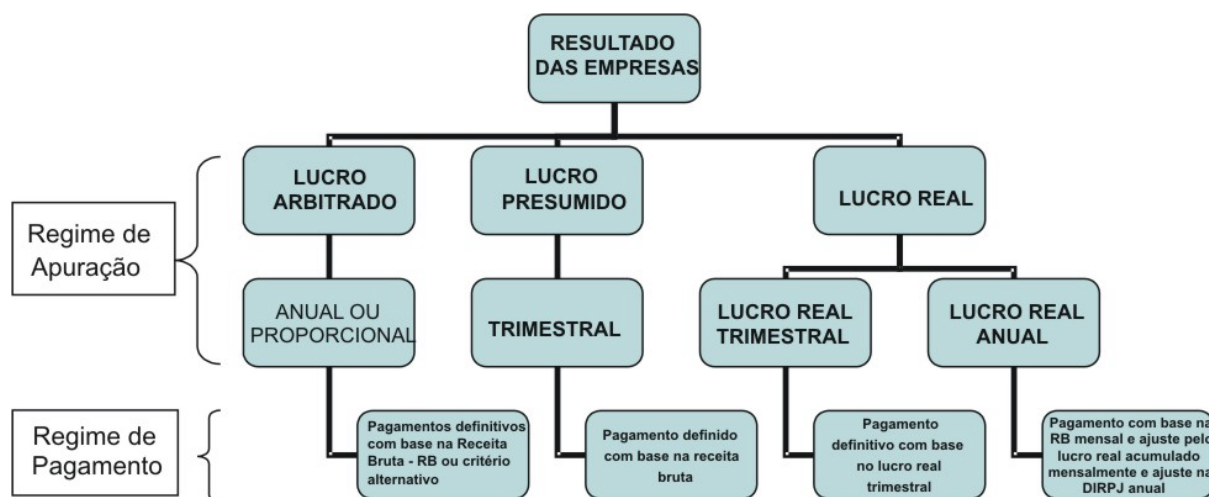 RESULTADO
DAS EMPRESAS
LUCRO
ARBITRADO
LUCRO
PRESUMIDO
LUCRO REAL
Regime de
Apuração
ANUAL OU
PROPORCIONAL
TRIMESTRAL
LUCRO REAL
TRIMESTRAL
LUCRO REAL
ANUAL
Regime de
Pagamento
Pagamentos definitivos
com base na Receita
Bruta - RB ou critério
alternativo
Pagamento definido
com base na receita
bruta
Pagamento
definitivo com base
no lucro real
trimestral
Pagamento com base na
RB mensal e ajuste pelo
lucro real acumulado
mensalmente e ajuste na
DIRPJ anual